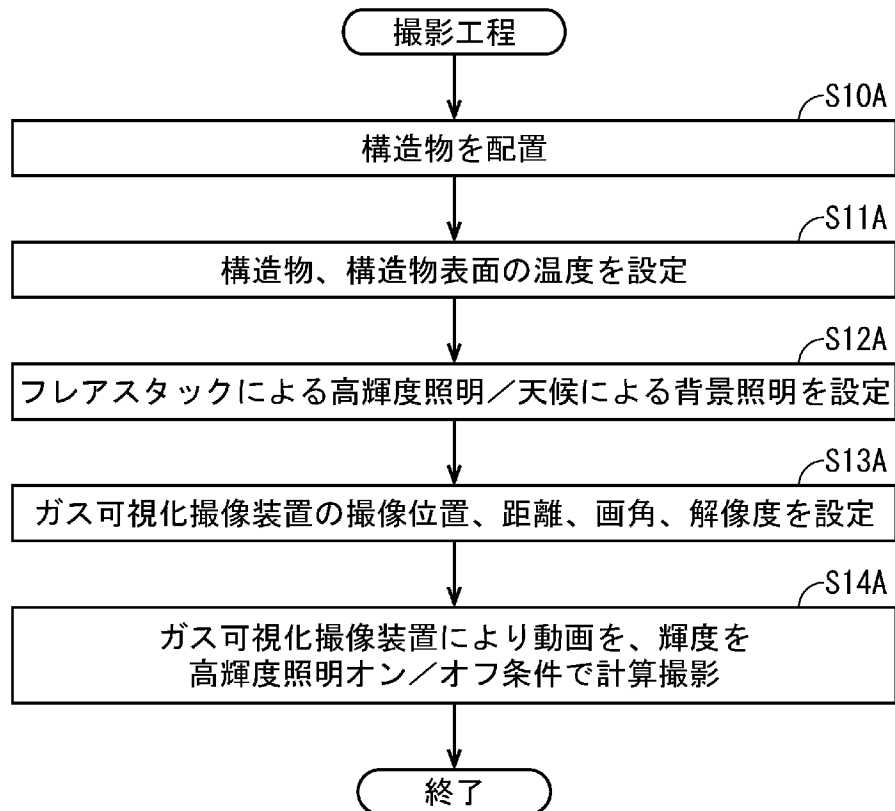 撮影工程
S10A
構造物を配置
S11A
構造物、構造物表面の温度を設定
S12A
フレアスタックによる高輝度照明／天候による背景照明を設定
S13A
ガス可視化撮像装置の撮像位置、距離、画角、解像度を設定
S14A
ガス可視化撮像装置により動画を、輝度を
高輝度照明オン／オフ条件で計算撮影
終了